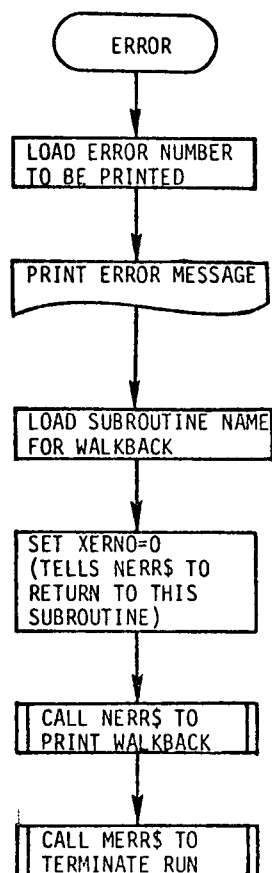 ERROR
LOAD ERROR NUMBER
TO BE PRINTED
PRINT ERROR MESSAGE
LOAD SUBROUTINE NAME
FOR WALKBACK
SET XERNO=0
(TELLS NERR$ TO
RETURN TO THIS
SUBROUTINE)
CALL NERR$ TO
PRINT WALKBACK
CALL MERR$ TO
TERMINATE RUN